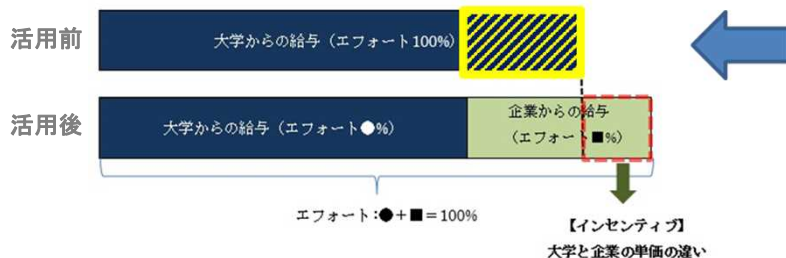 活用前
大学からの給与（エフォート100%）
活用後
大学からの給与（エフォート●%）
企業からの給与
（エフォート■%）
エフォート：●＋■＝100%
【インセンティブ】
大学と企業の単価の違い